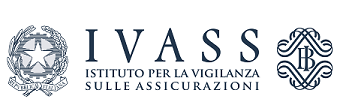 IVASS
ISTITUTO PER LA VIGILANZA
SULLE ASSICURAZIONI